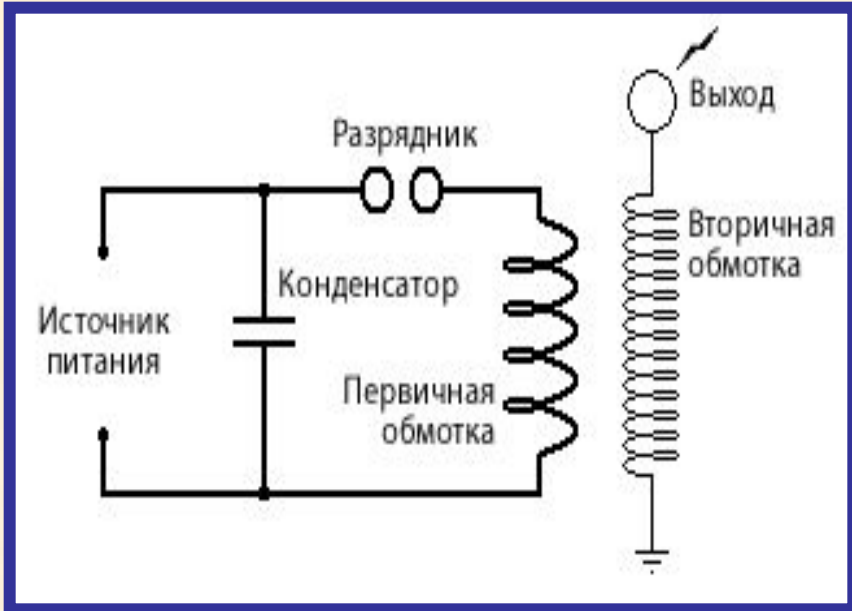 Выход
Разрядник
Вторичная
обмотка
Конденсатор
Источник
питания
Первичная
обмотка